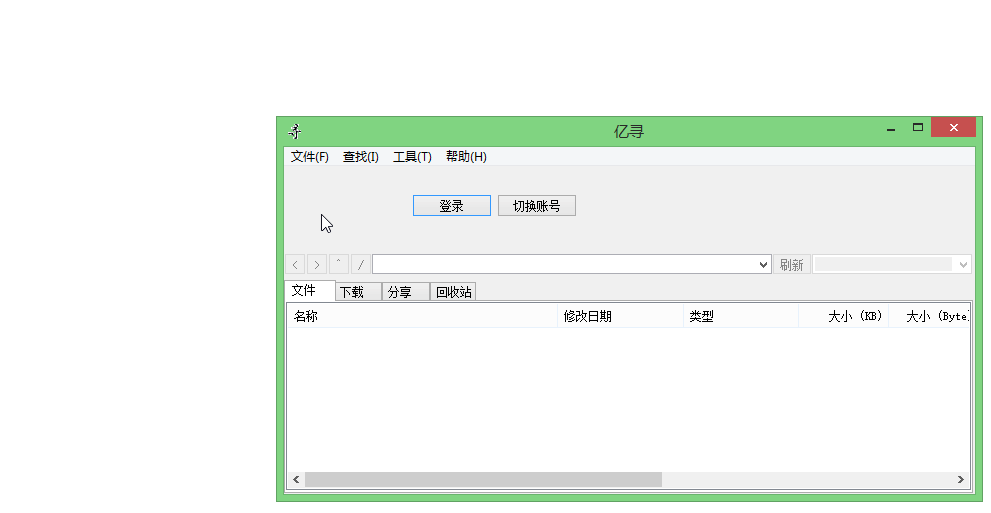 亿寻
文件(F) 查找(I) 工具(T) 帮助(H)
登录 切换账号
< > ^ / 刷新
文件 下载 分享 回收站
名称 修改日期 类型 大小 (KB) 大小 (Byte)